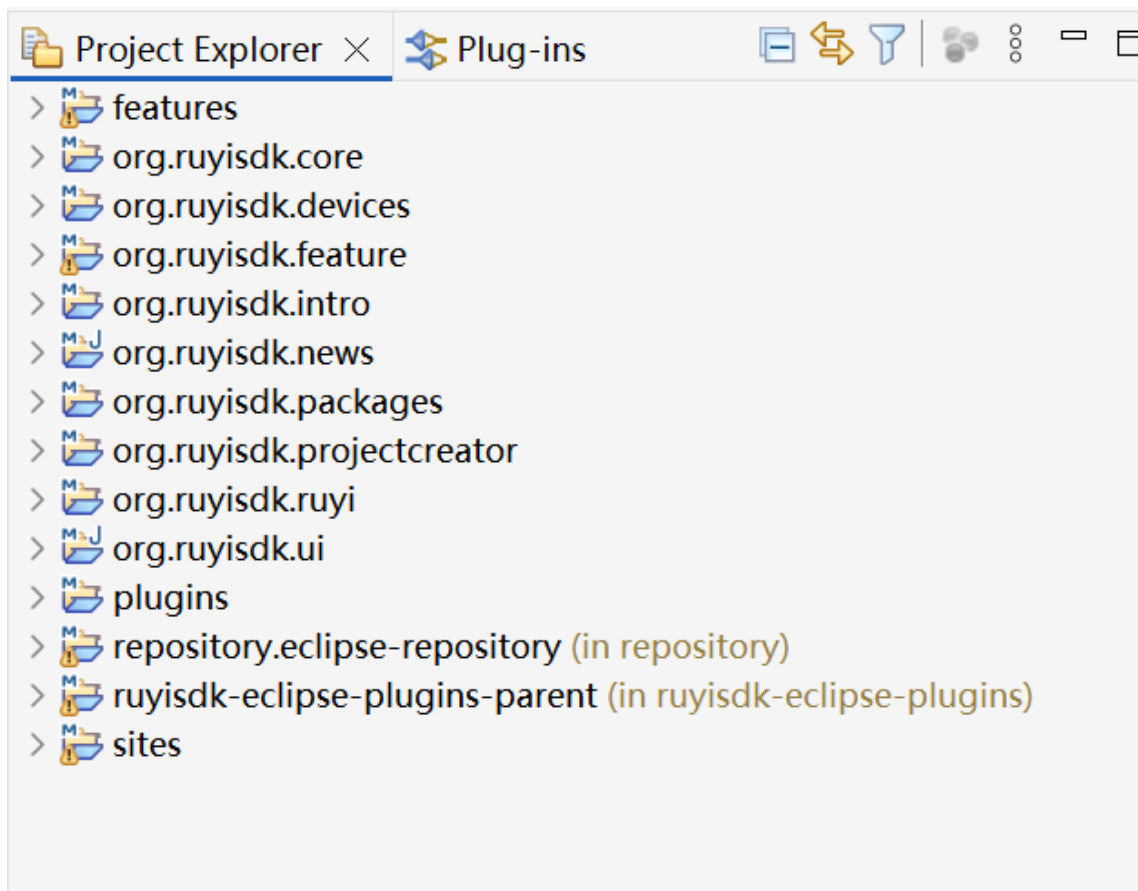 Project Explorer Plug-ins
features
org.ruyisdk.core
org.ruyisdk.devices
org.ruyisdk.feature
org.ruyisdk.intro
org.ruyisdk.news
org.ruyisdk.packages
org.ruyisdk.projectcreator
org.ruyisdk.ruyi
org.ruyisdk.ui
plugins
repository.eclipse-repository (in repository)
ruyisdk-eclipse-plugins-parent (in ruyisdk-eclipse-plugins)
sites